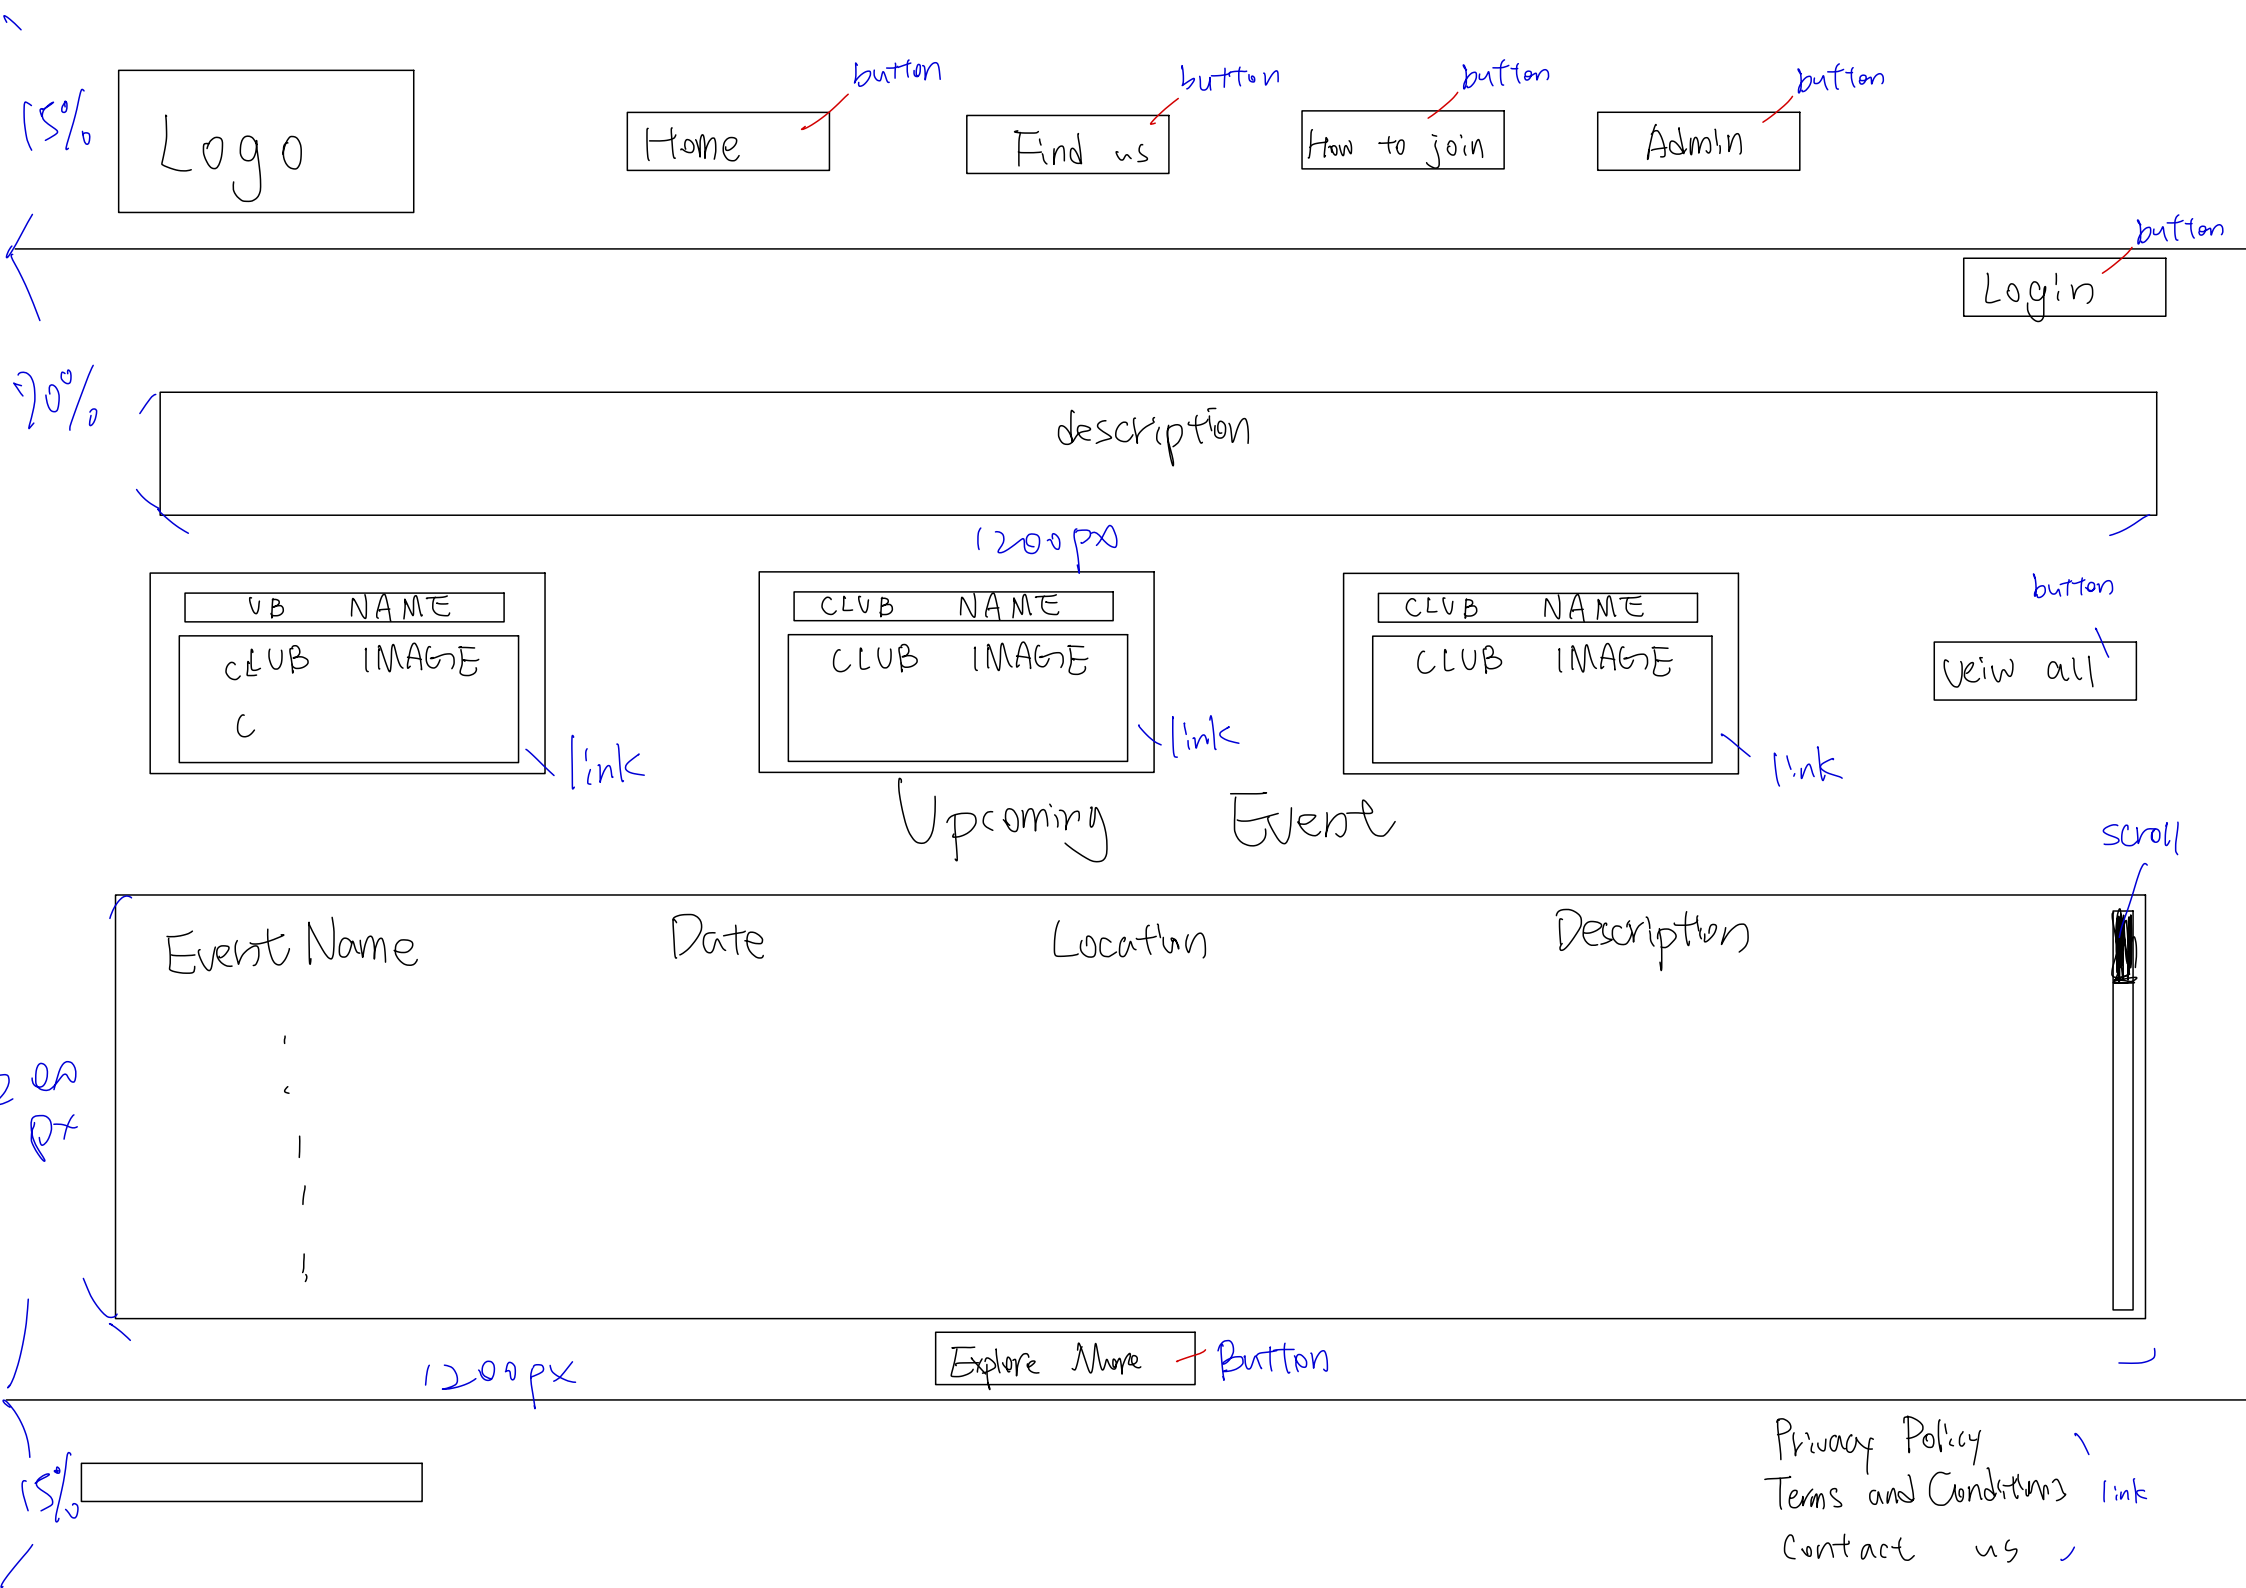 button
button
button
button
15%
Logo
Home
Find us
How to join
Admin
button
Login
70%
description
1200px
button
UB NAME
CLUB NAME
CLUB NAME
CLUB IMAGE
CLUB IMAGE
CLUB IMAGE
veiw all
C
link
link
link
Upcoming Event
scroll
Event Name
Date
Location
Description
px
1200px
Explore More
Button
Privacy Policy
15%
Terms and Conditions
link
Contact us